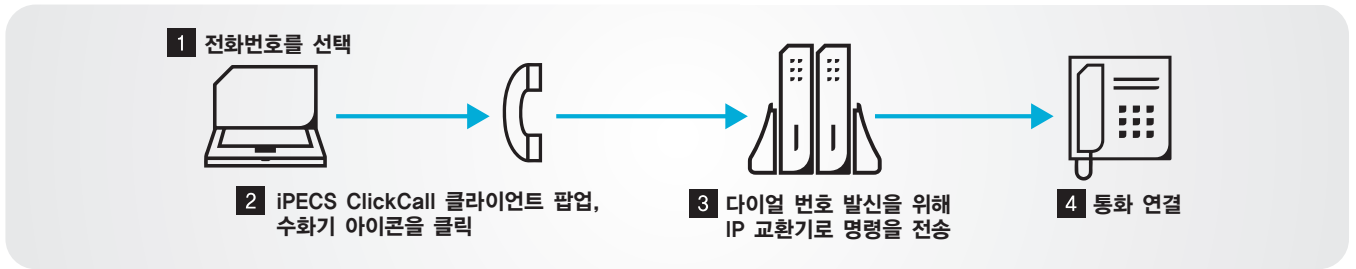 1 전화번호를 선택
2 iPECS ClickCall 클라이언트 팝업,
수화기 아이콘을 클릭
3 다이얼 번호 발신을 위해
IP 교환기로 명령을 전송
4 통화 연결